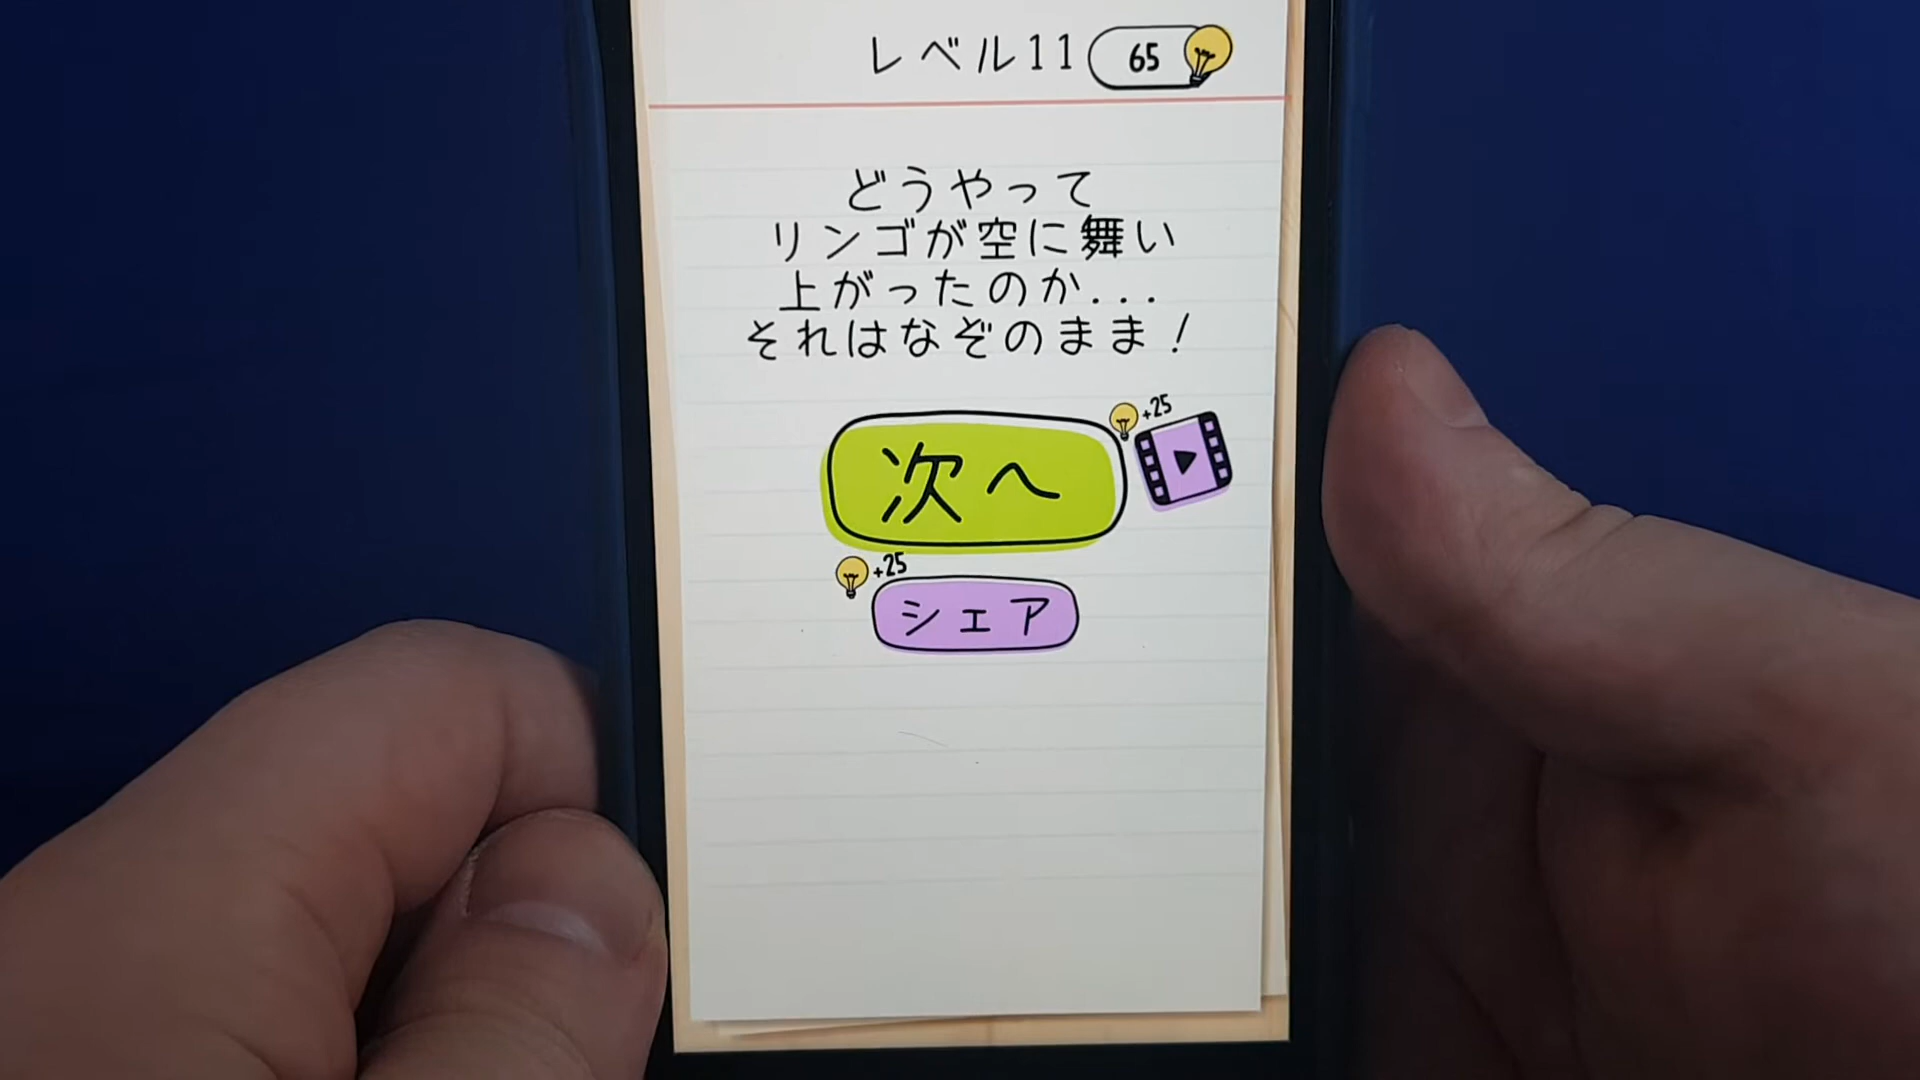 レベル11
65
どうやって
リンゴが空に舞い
上がったのか...
それはなぞのまま!
+25
次へ
+25
シェア